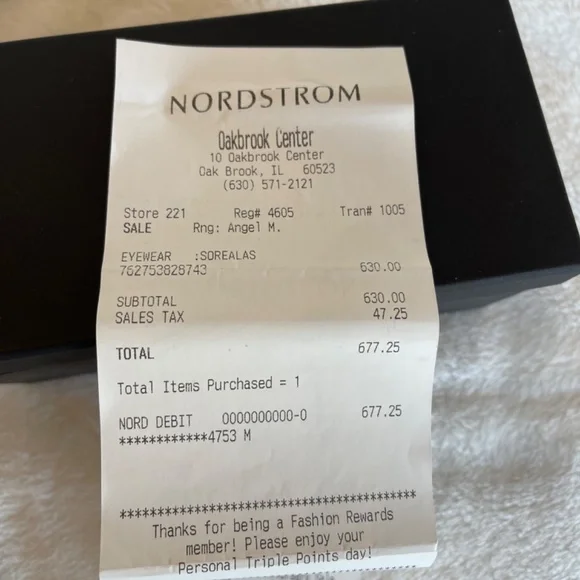 NORDSTROM
Oakbrook Center
10 Oakbrook Center
Oak Brook, IL 60523
(630) 571-2121
Store 221 Reg# 4605 Tran# 1005
SALE Rng: Angel M.
EYEWEAR :SOREALAS
762753828743 630.00
SUBTOTAL 630.00
SALES TAX 47.25
TOTAL 677.25
Total Items Purchased = 1
NORD DEBIT 0000000000-0 677.25
************4753 M
****************************************
Thanks for being a Fashion Rewards
member! Please enjoy your
Personal Triple Points day!